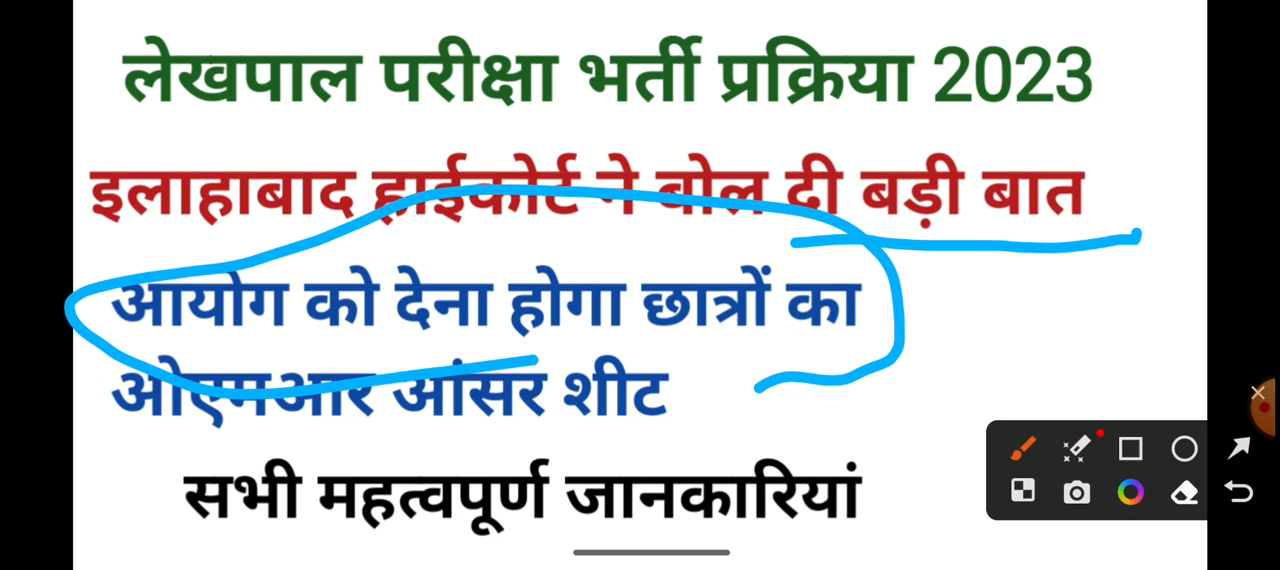 लेखपाल परीक्षा भर्ती प्रक्रिया 2023
इलाहाबाद हाईकोर्ट ने बोल दी बड़ी बात
आयोग को देना होगा छात्रों का
ओएमआर आंसर शीट
सभी महत्वपूर्ण जानकारियां